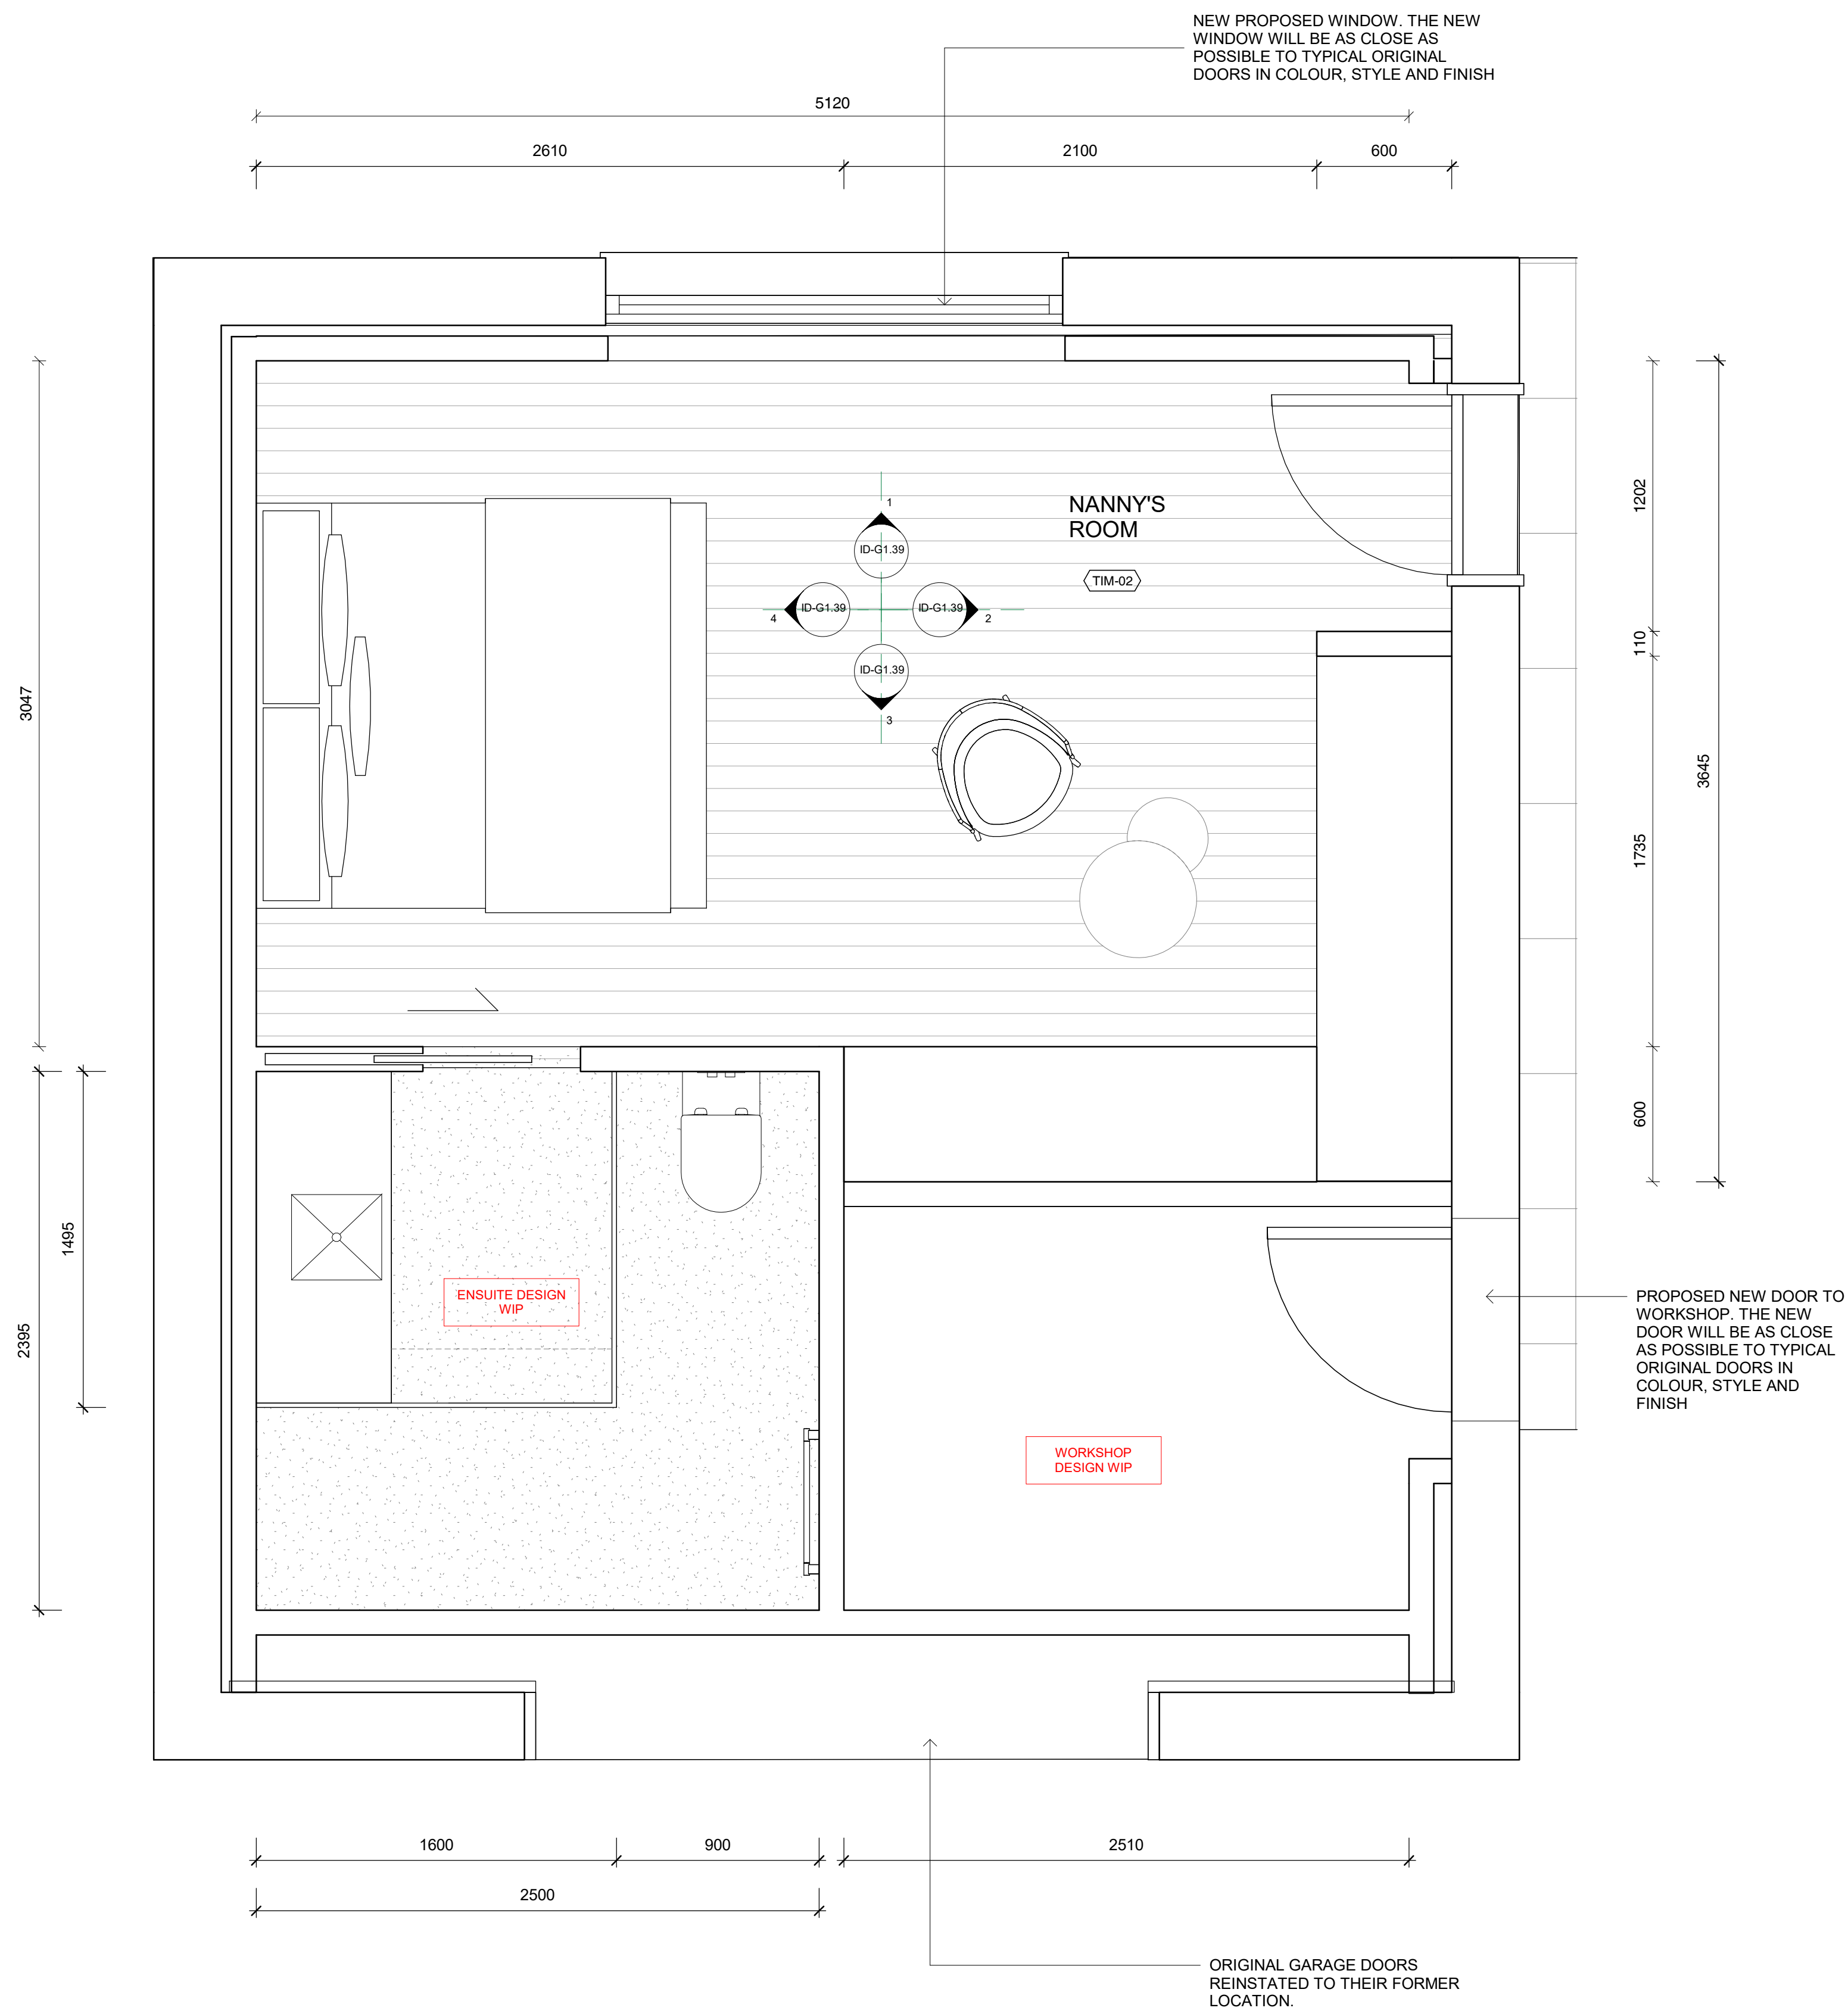 NEW PROPOSED WINDOW. THE NEW
WINDOW WILL BE AS CLOSE AS
POSSIBLE TO TYPICAL ORIGINAL
DOORS IN COLOUR, STYLE AND FINISH
5120
2610
2100
600
NANNY'S
ROOM
TIM-02
1
ID-G1.39
4
ID-G1.39
ID-G1.39
2
ID-G1.39
3
3047
1202
110
1735
3645
600
1495
2395
ENSUITE DESIGN
WIP
WORKSHOP
DESIGN WIP
PROPOSED NEW DOOR TO
WORKSHOP. THE NEW
DOOR WILL BE AS CLOSE
AS POSSIBLE TO TYPICAL
ORIGINAL DOORS IN
COLOUR, STYLE AND
FINISH
1600
900
2510
2500
ORIGINAL GARAGE DOORS
REINSTATED TO THEIR FORMER
LOCATION.